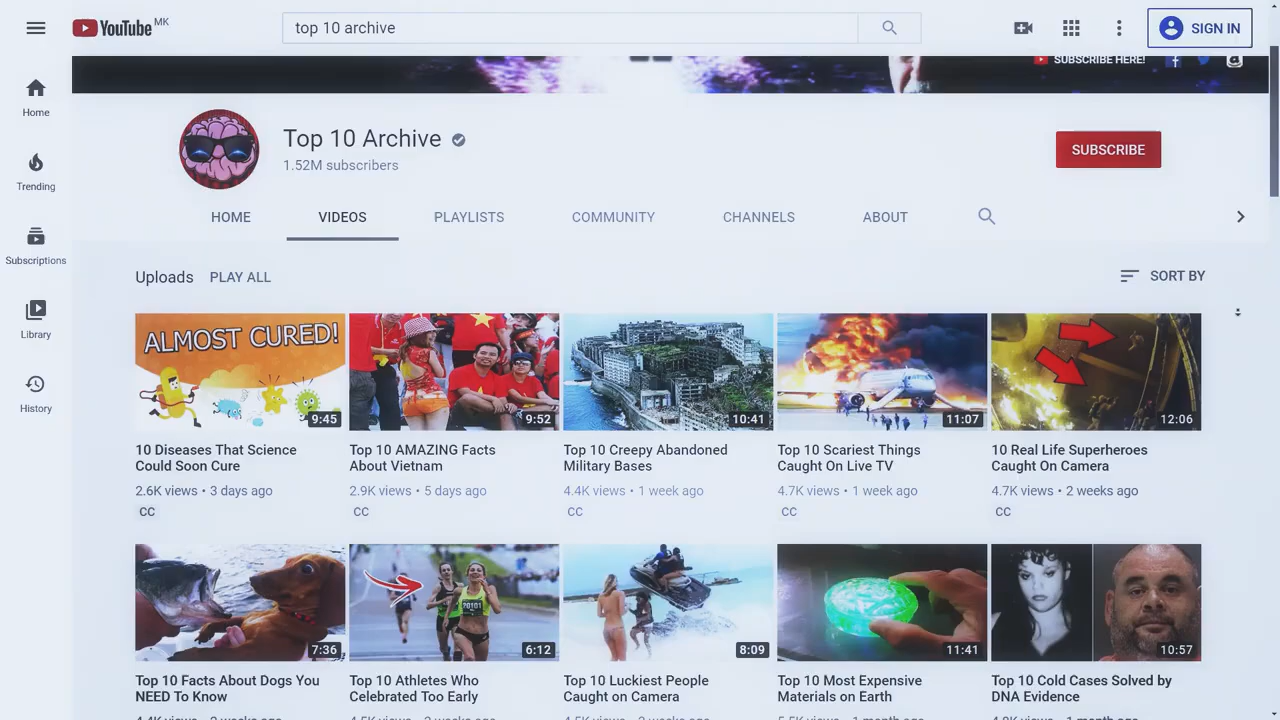 YouTube MK
top 10 archive
SIGN IN
SUBSCRIBE HERE!
Home
Trending
Subscriptions
Library
History
Top 10 Archive
1.52M subscribers
SUBSCRIBE
HOME VIDEOS PLAYLISTS COMMUNITY CHANNELS ABOUT
Uploads PLAY ALL
SORT BY
ALMOST CURED!
9:45
9:52
10:41
11:07
12:06
10 Diseases That Science
Could Soon Cure
2.6K views • 3 days ago
CC
Top 10 AMAZING Facts
About Vietnam
2.9K views • 5 days ago
CC
Top 10 Creepy Abandoned
Military Bases
4.4K views • 1 week ago
CC
Top 10 Scariest Things
Caught On Live TV
4.7K views • 1 week ago
CC
10 Real Life Superheroes
Caught On Camera
4.7K views • 2 weeks ago
CC
7:36
20101
6:12
8:09
11:41
10:57
Top 10 Facts About Dogs You
NEED To Know
Top 10 Athletes Who
Celebrated Too Early
Top 10 Luckiest People
Caught on Camera
Top 10 Most Expensive
Materials on Earth
Top 10 Cold Cases Solved by
DNA Evidence